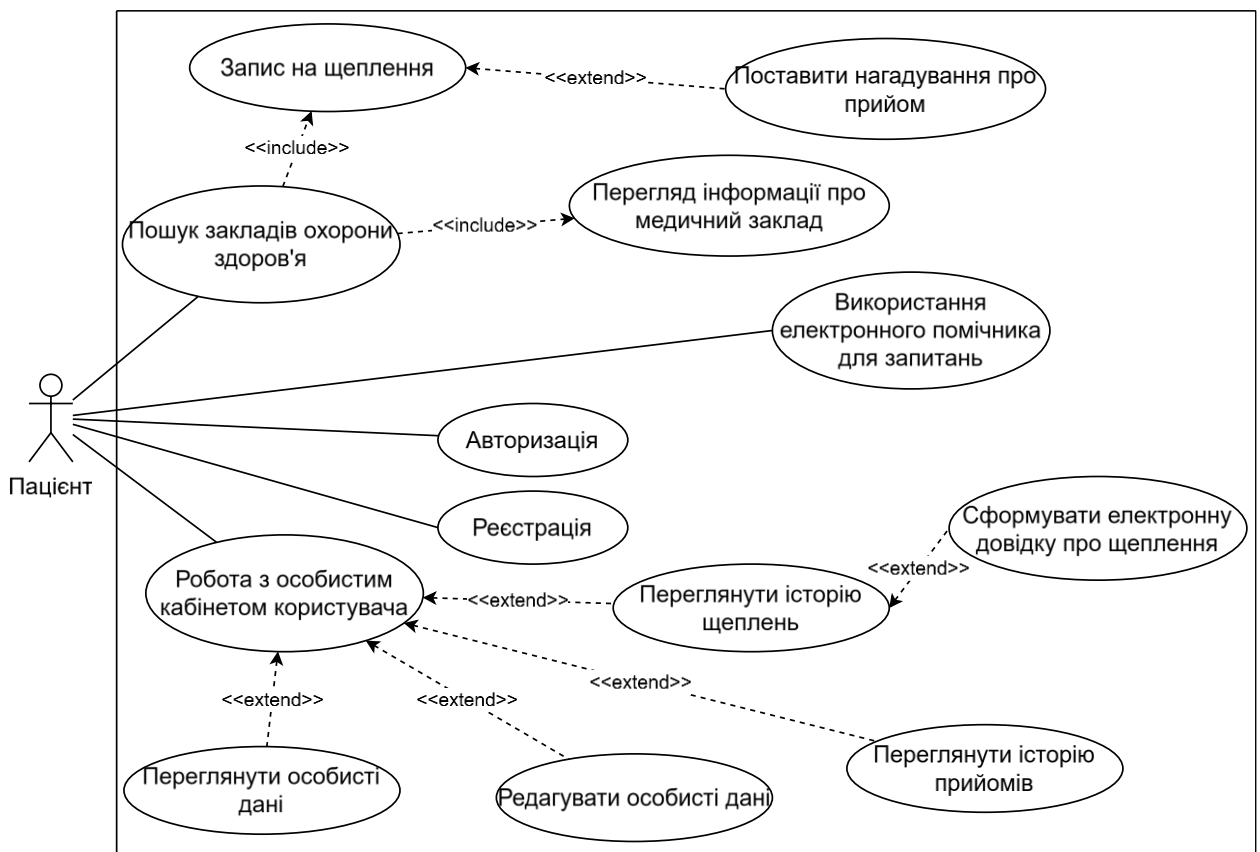 Запис на щеплення
<<extend>>
Поставити нагадування про
прийом
<<include>>
Перегляд інформації про
медичний заклад
Пошук закладів охорони
здоров'я
<<include>>
Використання
електронного помічника
для запитань
Авторизація
Пацієнт
Реєстрація
Сформувати електронну
довідку про щеплення
<<extend>>
Робота з особистим
кабінетом користувача
<<extend>>
Переглянути історію
щеплень
<<extend>>
<<extend>>
<<extend>>
Переглянути особисті
дані
Редагувати особисті дані
Переглянути історію
прийомів